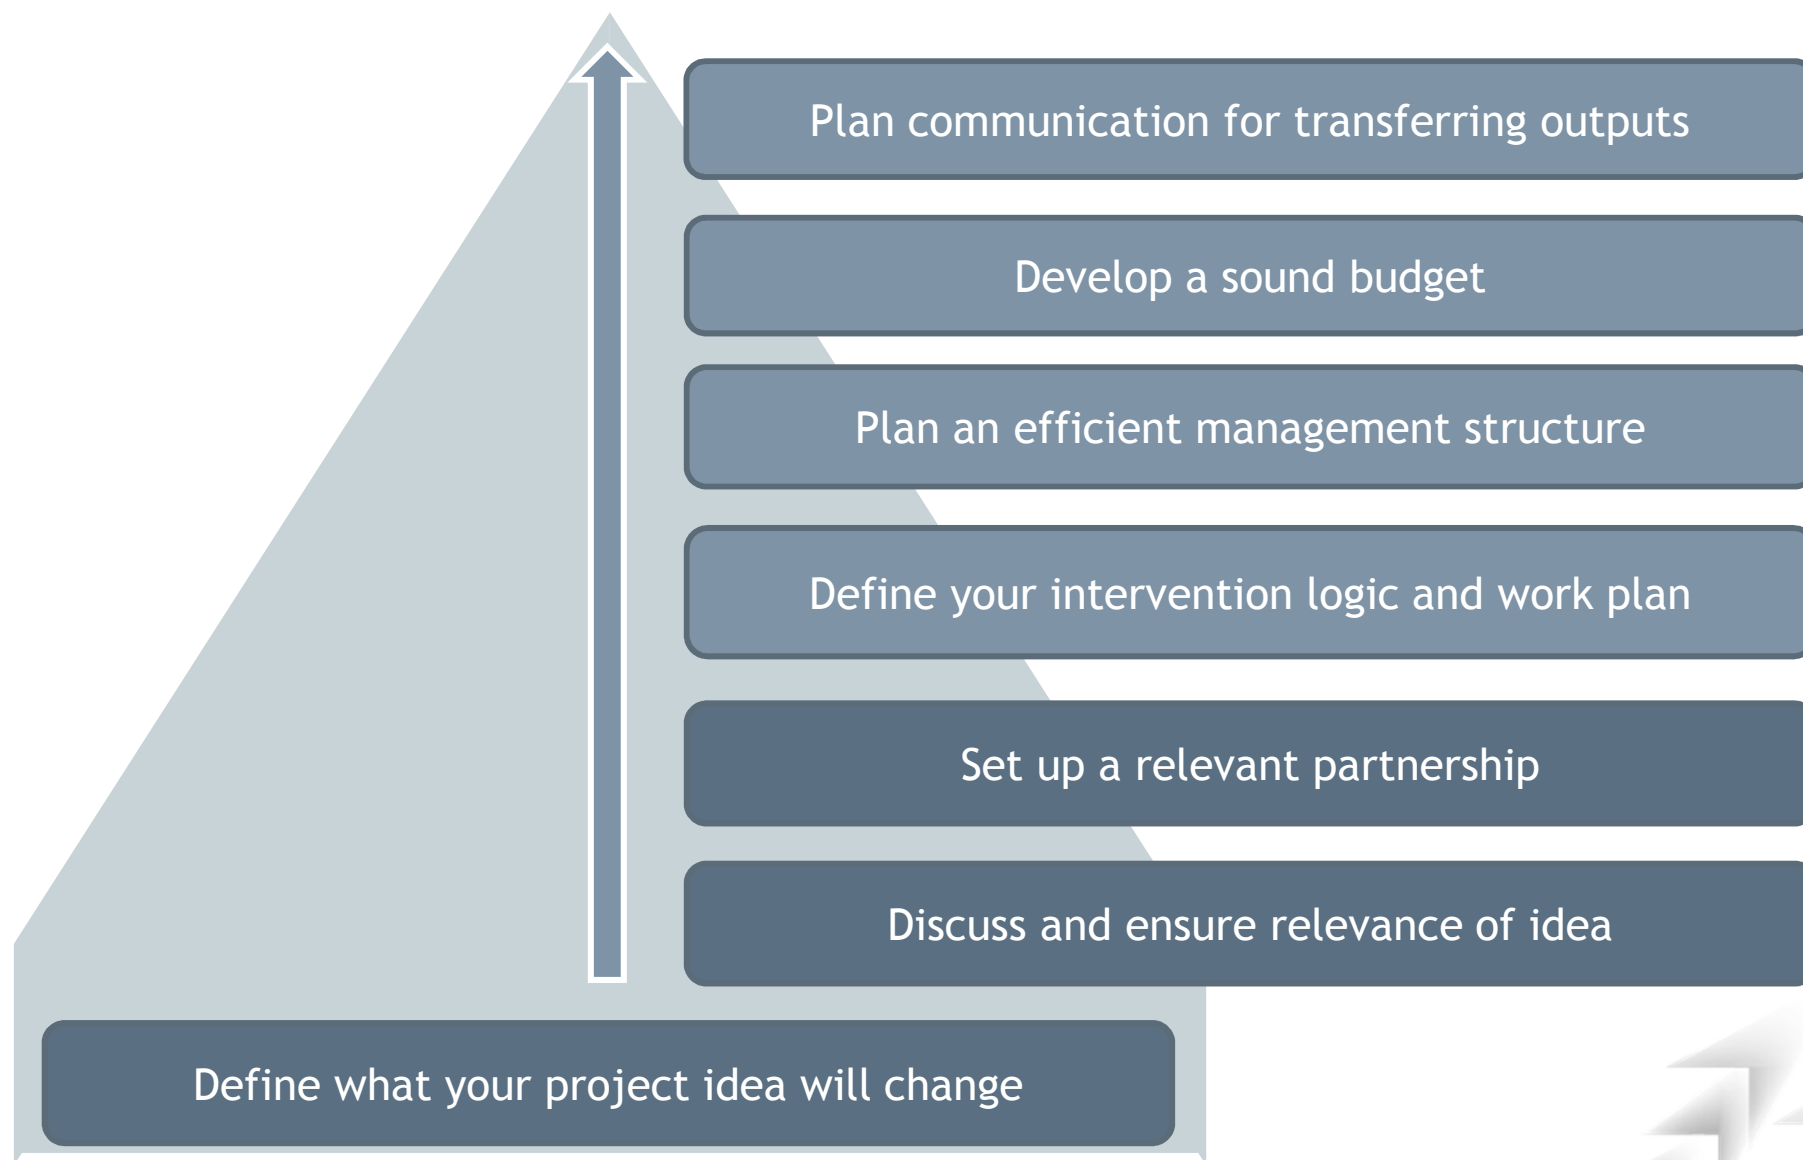 Plan communication for transferring outputs
Develop a sound budget
Plan an efficient management structure
Define your intervention logic and work plan
Set up a relevant partnership
Discuss and ensure relevance of idea
Define what your project idea will change